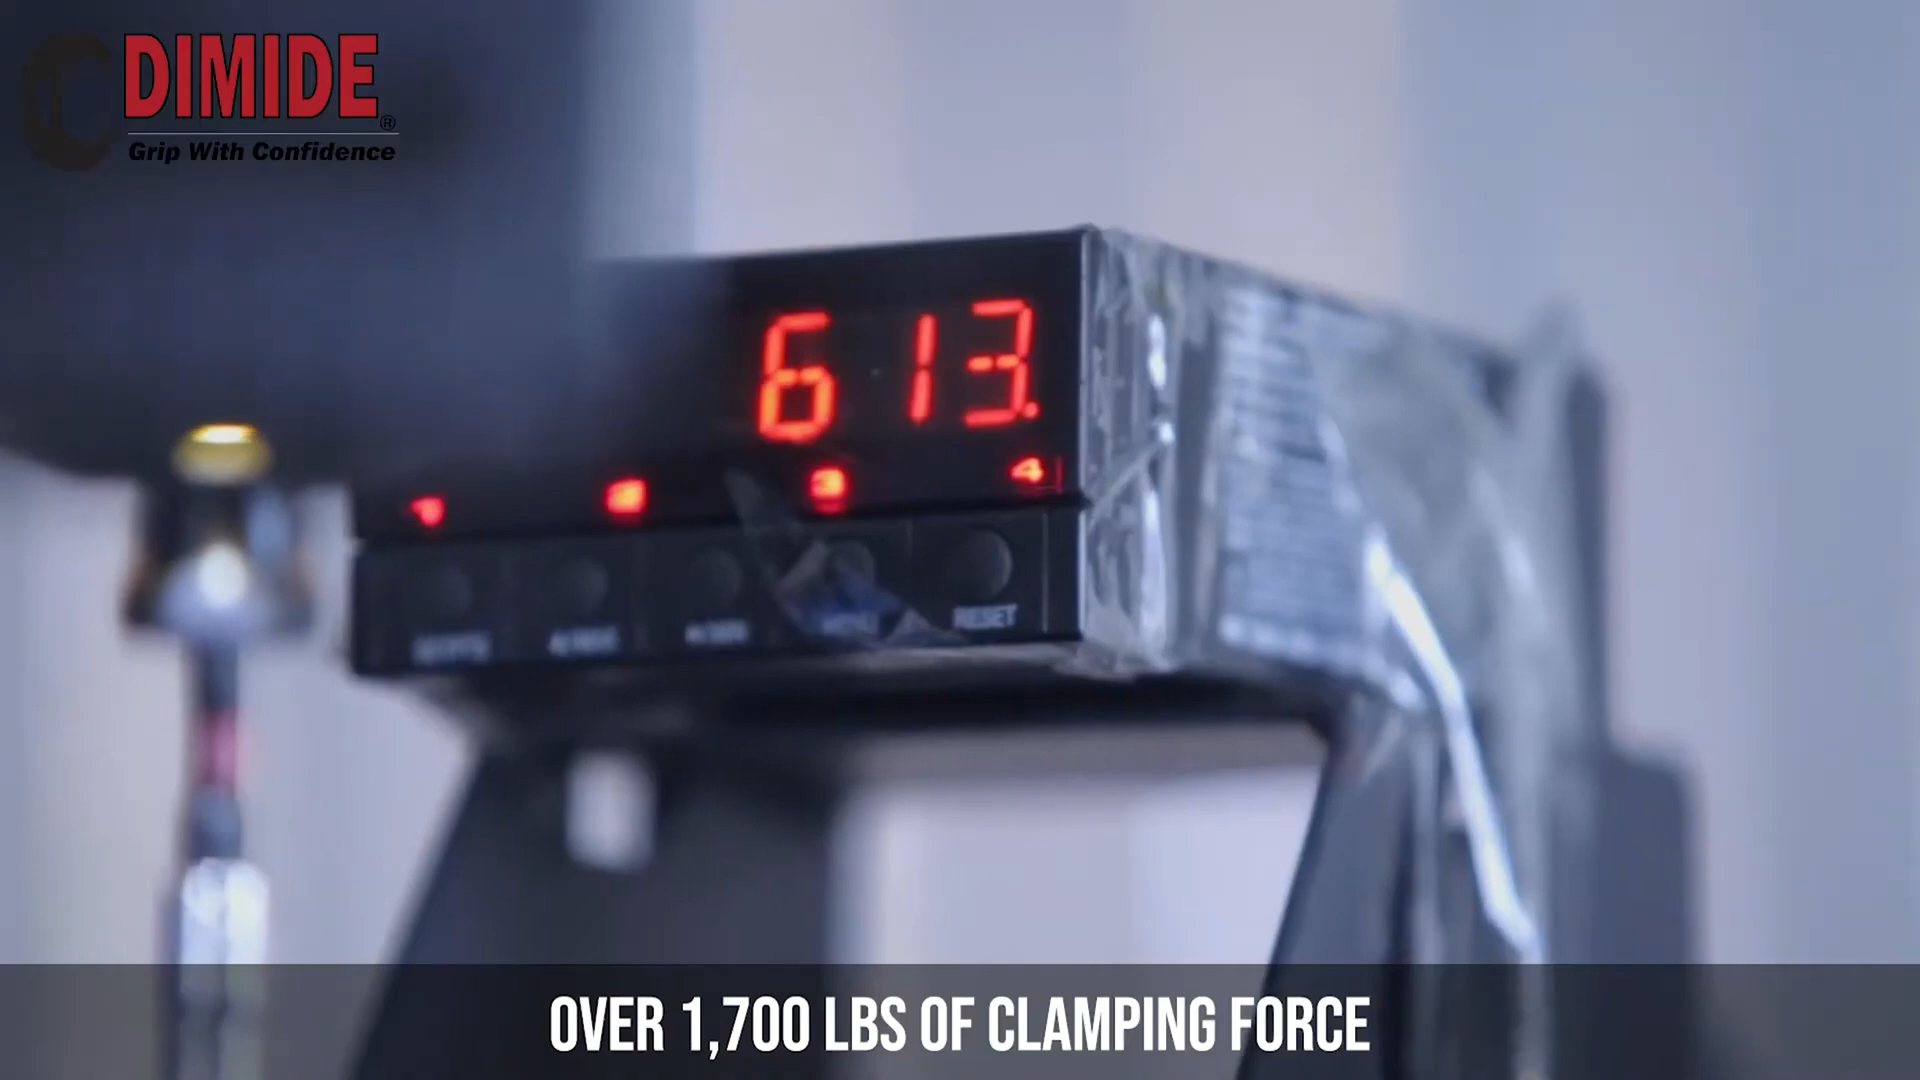 DIMIDE®
Grip With Confidence
613.
3
4
RESET
OVER 1,700 LBS OF CLAMPING FORCE